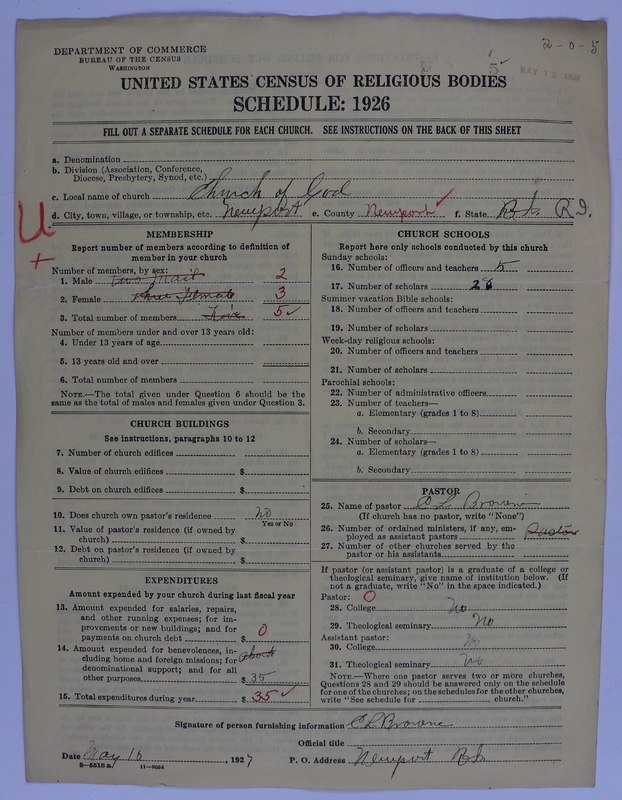 2-0-5
DEPARTMENT OF COMMERCE
BUREAU OF THE CENSUS
WASHINGTON
5
MAY 12
UNITED STATES CENSUS OF RELIGIOUS BODIES
SCHEDULE: 1926
FILL OUT A SEPARATE SCHEDULE FOR EACH CHURCH. SEE INSTRUCTIONS ON THE BACK OF THIS SHEET
a. Denomination
b. Division (Association, Conference,
Diocese, Presbytery, Synod, etc.)
c. Local name of church Church of God
d. City, town, village, or township, etc. Newport e. County Newport f. State R.I. R.I.
U
+
MEMBERSHIP
Report number of members according to definition of
member in your church
Number of members, by sex:
1. Male two Mail 2
2. Female three female 3
3. Total number of members Five 5
Number of members under and over 13 years old:
4. Under 13 years of age
5. 13 years old and over
6. Total number of members
NOTE.—The total given under Question 6 should be the
same as the total of males and females given under Question 3.
CHURCH BUILDINGS
See instructions, paragraphs 10 to 12
7. Number of church edifices
8. Value of church edifices $
9. Debt on church edifices $
10. Does church own pastor's residence No
Yes or No
11. Value of pastor's residence (if owned by
church) $
12. Debt on pastor's residence (if owned by
church) $
EXPENDITURES
Amount expended by your church during last fiscal year
13. Amount expended for salaries, repairs,
and other running expenses; for im-
provements or new buildings; and for
payments on church debt $ 0
14. Amount expended for benevolences, in-
cluding home and foreign missions; for about
denominational support; and for all
other purposes $ 35
15. Total expenditures during year $ 35
CHURCH SCHOOLS
Report here only schools conducted by this church
Sunday schools:
16. Number of officers and teachers 5
17. Number of scholars
Summer vacation Bible schools:
18. Number of officers and teachers
19. Number of scholars
Week-day religious schools:
20. Number of officers and teachers
21. Number of scholars
Parochial schools:
22. Number of administrative officers
23. Number of teachers—
a. Elementary (grades 1 to 8)
b. Secondary
24. Number of scholars—
a. Elementary (grades 1 to 8)
b. Secondary
PASTOR
25. Name of pastor C L Brown
(If church has no pastor, write "None")
26. Number of ordained ministers, if any, em-
ployed as assistant pastors Pastor
27. Number of other churches served by the
pastor or his assistants
If pastor (or assistant pastor) is a graduate of a college or
theological seminary, give name of institution below. (If
not a graduate, write "No" in the space indicated.)
Pastor: O
28. College No
29. Theological seminary No
Assistant pastor:
30. College No
31. Theological seminary No
NOTE.—Where one pastor serves two or more churches,
Questions 28 and 29 should be answered only on the schedule
for one of the churches; on the schedules for the other churches,
write "See schedule for church."
Signature of person furnishing information C L Browne
Official title
Date May 10, 1927 P. O. Address Newport R.I.
8-5518a 11-9064